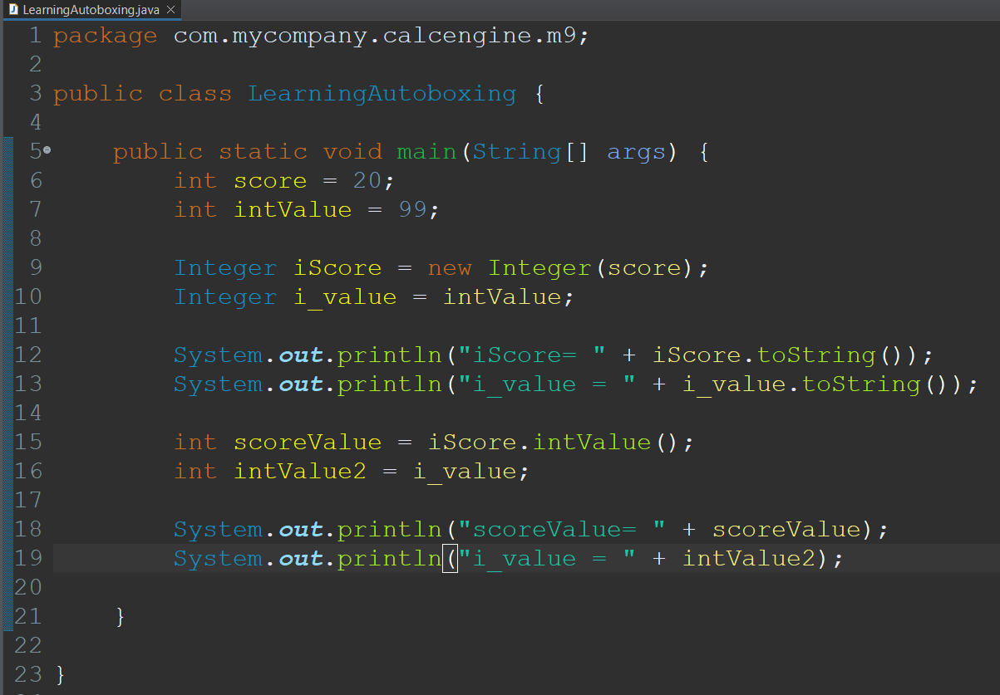 LearningAutoboxing.java
1 package com.mycompany.calcengine.m9;
2
3 public class LearningAutoboxing {
4
5 public static void main(String[] args) {
6 int score = 20;
7 int intValue = 99;
8
9 Integer iScore = new Integer(score);
10 Integer i_value = intValue;
11
12 System.out.println("iScore= " + iScore.toString());
13 System.out.println("i_value = " + i_value.toString());
14
15 int scoreValue = iScore.intValue();
16 int intValue2 = i_value;
17
18 System.out.println("scoreValue= " + scoreValue);
19 System.out.println("i_value = " + intValue2);
20
21 }
22
23 }